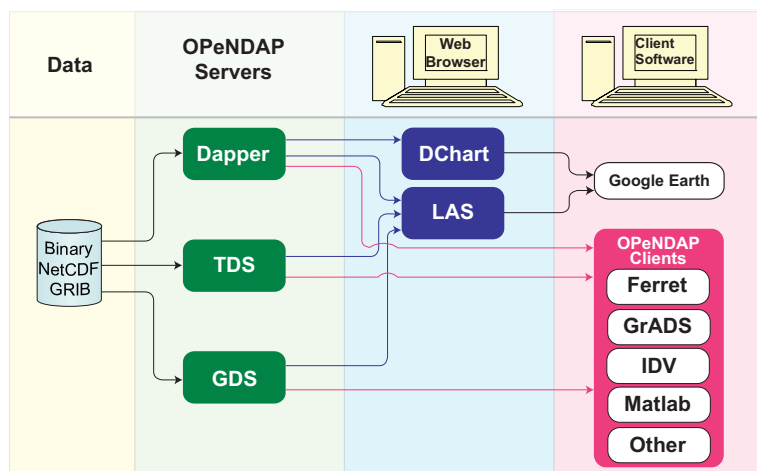 Data
OPeNDAP
Servers
Web
Browser
Client
Software
Dapper
DChart
Google Earth
LAS
Binary
NetCDF
GRIB
TDS
OPeNDAP
Clients
Ferret
GrADS
IDV
GDS
Matlab
Other